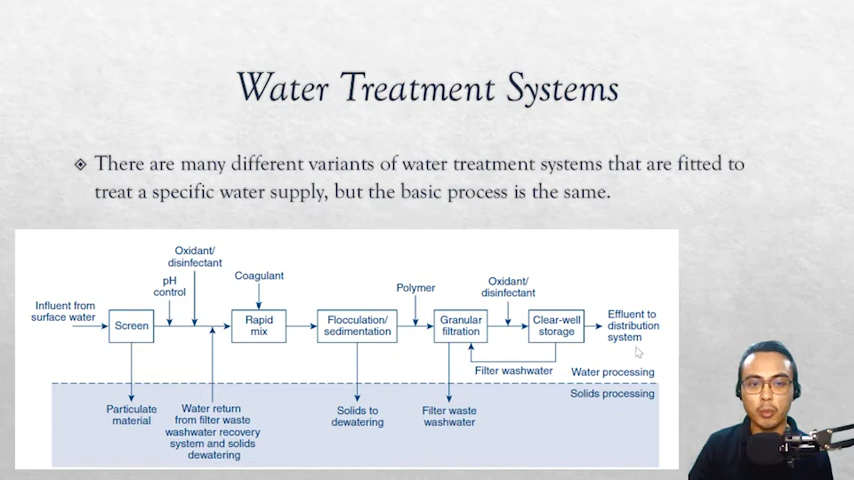 Water Treatment Systems
There are many different variants of water treatment systems that are fitted to
treat a specific water supply, but the basic process is the same.
Oxidant/
disinfectant
pH
control
Coagulant
Polymer
Oxidant/
disinfectant
Influent from
surface water
Screen
Rapid
mix
Flocculation/
sedimentation
Granular
filtration
Clear-well
storage
Effluent to
distribution
system
Filter washwater
Water processing
Solids processing
Particulate
material
Water return
from filter waste
washwater recovery
system and solids
dewatering
Solids to
dewatering
Filter waste
washwater